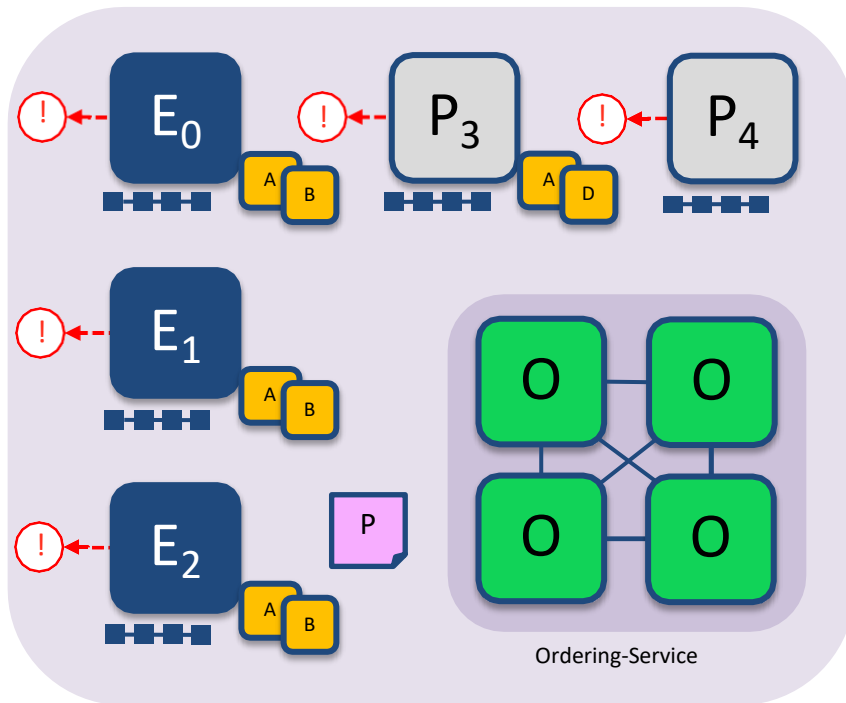 ! E0 ! P3 ! P4
A B A D
! E1
A B
O O
! E2
A B
P
O O
Ordering-Service